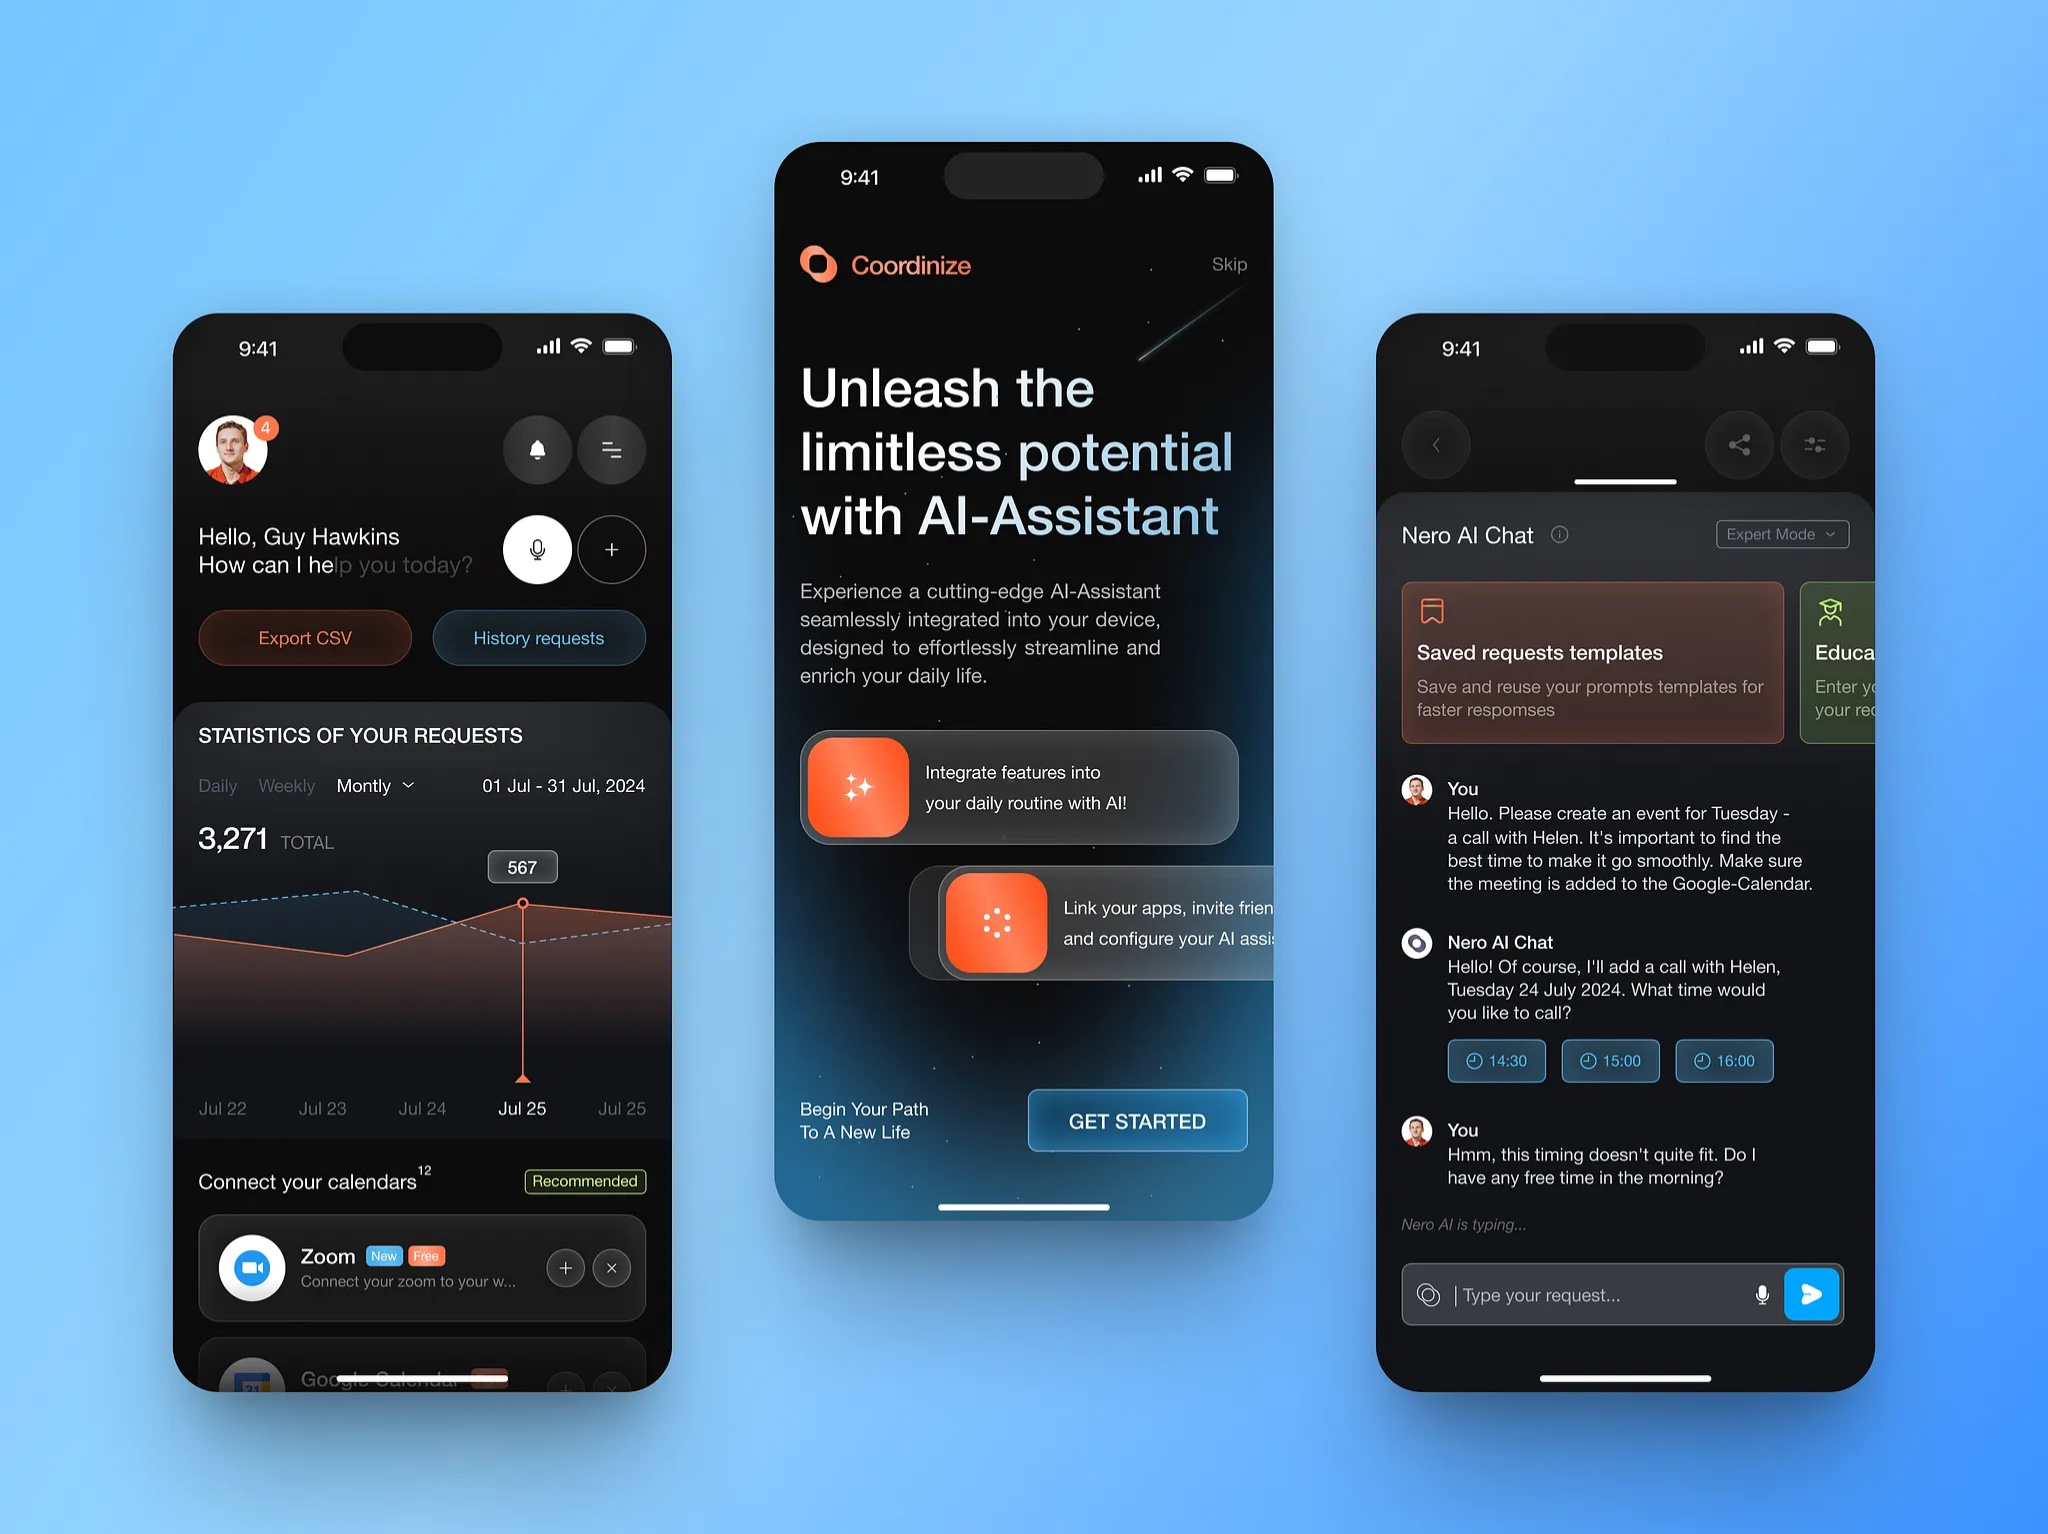 9:41
4
Hello, Guy Hawkins
How can I help you today?
Export CSV
History requests
STATISTICS OF YOUR REQUESTS
Daily
Weekly
Montly
01 Jul - 31 Jul, 2024
3,271 TOTAL
567
Jul 22
Jul 23
Jul 24
Jul 25
Jul 25
Connect your calendars 12
Recommended
Zoom New Free
Connect your zoom to your w...
Google Calendar
21
9:41
Coordinize
Skip
Unleash the
limitless potential
with AI-Assistant
Experience a cutting-edge AI-Assistant
seamlessly integrated into your device,
designed to effortlessly streamline and
enrich your daily life.
Integrate features into
your daily routine with AI!
Link your apps, invite frien
and configure your AI assis
Begin Your Path
To A New Life
GET STARTED
9:41
Nero AI Chat
Expert Mode
Saved requests templates
Save and reuse your prompts templates for
faster respomses
Educa
Enter yo
your rec
You
Hello. Please create an event for Tuesday -
a call with Helen. It's important to find the
best time to make it go smoothly. Make sure
the meeting is added to the Google-Calendar.
Nero AI Chat
Hello! Of course, I'll add a call with Helen,
Tuesday 24 July 2024. What time would
you like to call?
14:30
15:00
16:00
You
Hmm, this timing doesn't quite fit. Do I
have any free time in the morning?
Nero AI is typing...
Type your request...